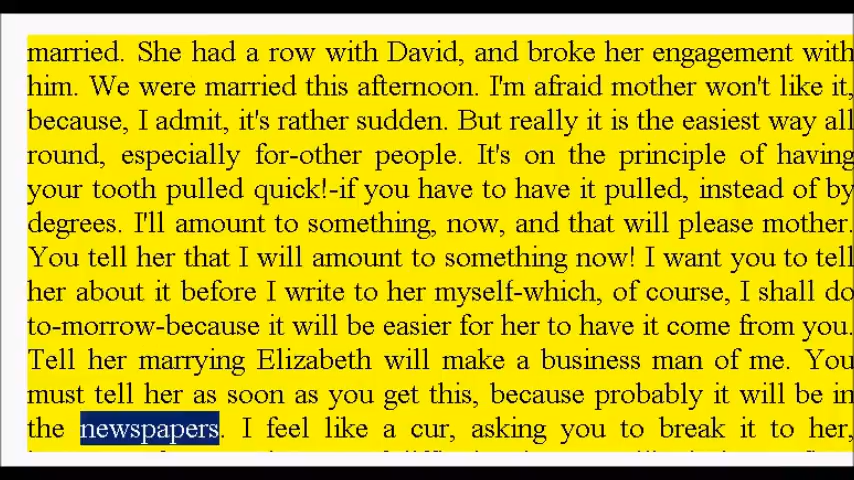 married. She had a row with David, and broke her engagement with
him. We were married this afternoon. I'm afraid mother won't like it,
because, I admit, it's rather sudden. But really it is the easiest way all
round, especially for-other people. It's on the principle of having
your tooth pulled quick!-if you have to have it pulled, instead of by
degrees. I'll amount to something, now, and that will please mother.
You tell her that I will amount to something now! I want you to tell
her about it before I write to her myself-which, of course, I shall do
to-morrow-because it will be easier for her to have it come from you.
Tell her marrying Elizabeth will make a business man of me. You
must tell her as soon as you get this, because probably it will be in
the newspapers. I feel like a cur, asking you to break it to her,